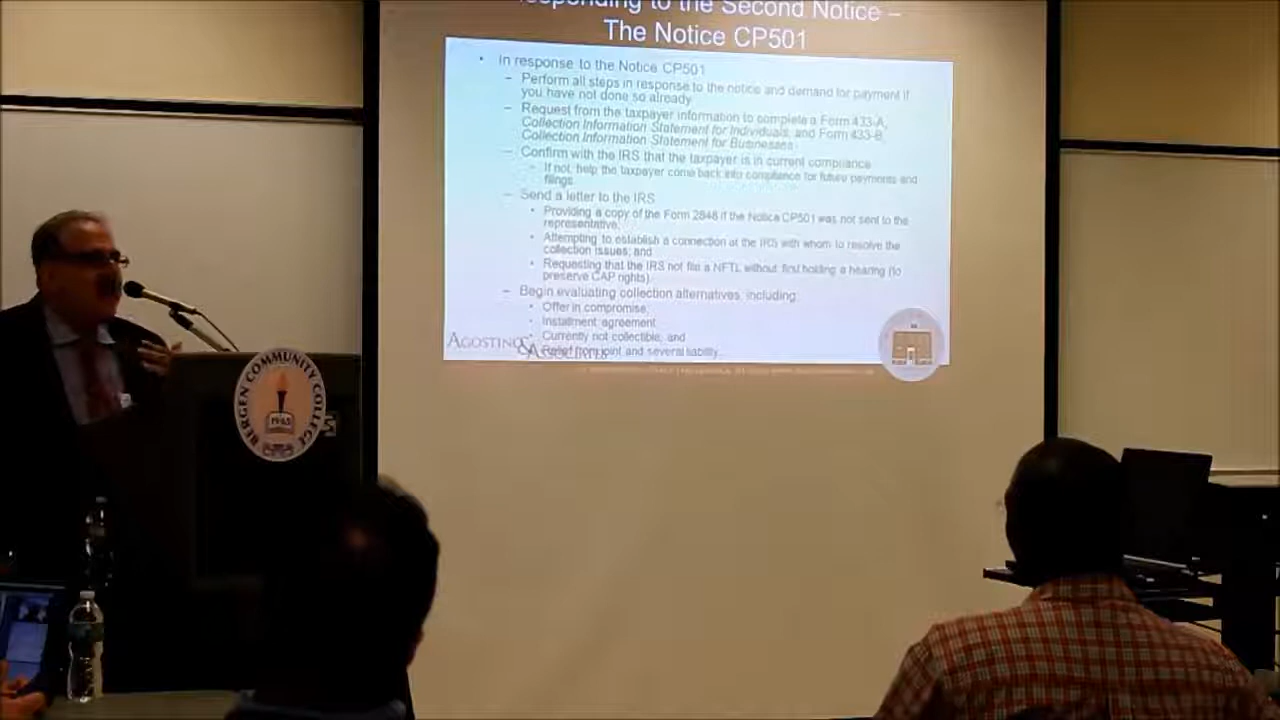 to the Second Notice –
The Notice CP501
• In response to the Notice CP501
– Perform all steps in response to the notice and demand for payment if
you have not done so already
– Request from the taxpayer information to complete a Form 433-A,
Collection Information Statement for Individuals, and Form 433-B,
Collection Information Statement for Businesses
– Confirm with the IRS that the taxpayer is in current compliance
– If not, help the taxpayer come back into compliance for future payments and
filings
– Send a letter to the IRS
• Providing a copy of the Form 2848 if the Notice CP501 was not sent to the
representative;
• Attempting to establish a connection at the IRS with whom to resolve the
collection issues; and
• Requesting that the IRS not file a NFTL without first holding a hearing (to
preserve CAP rights)
– Begin evaluating collection alternatives, including:
• Offer in compromise;
• Installment agreement
• Currently not collectible; and
• Relief from joint and several liability
AGOSTINO
& ASSOCIATES
BERGEN COMMUNITY COLLEGE
1965